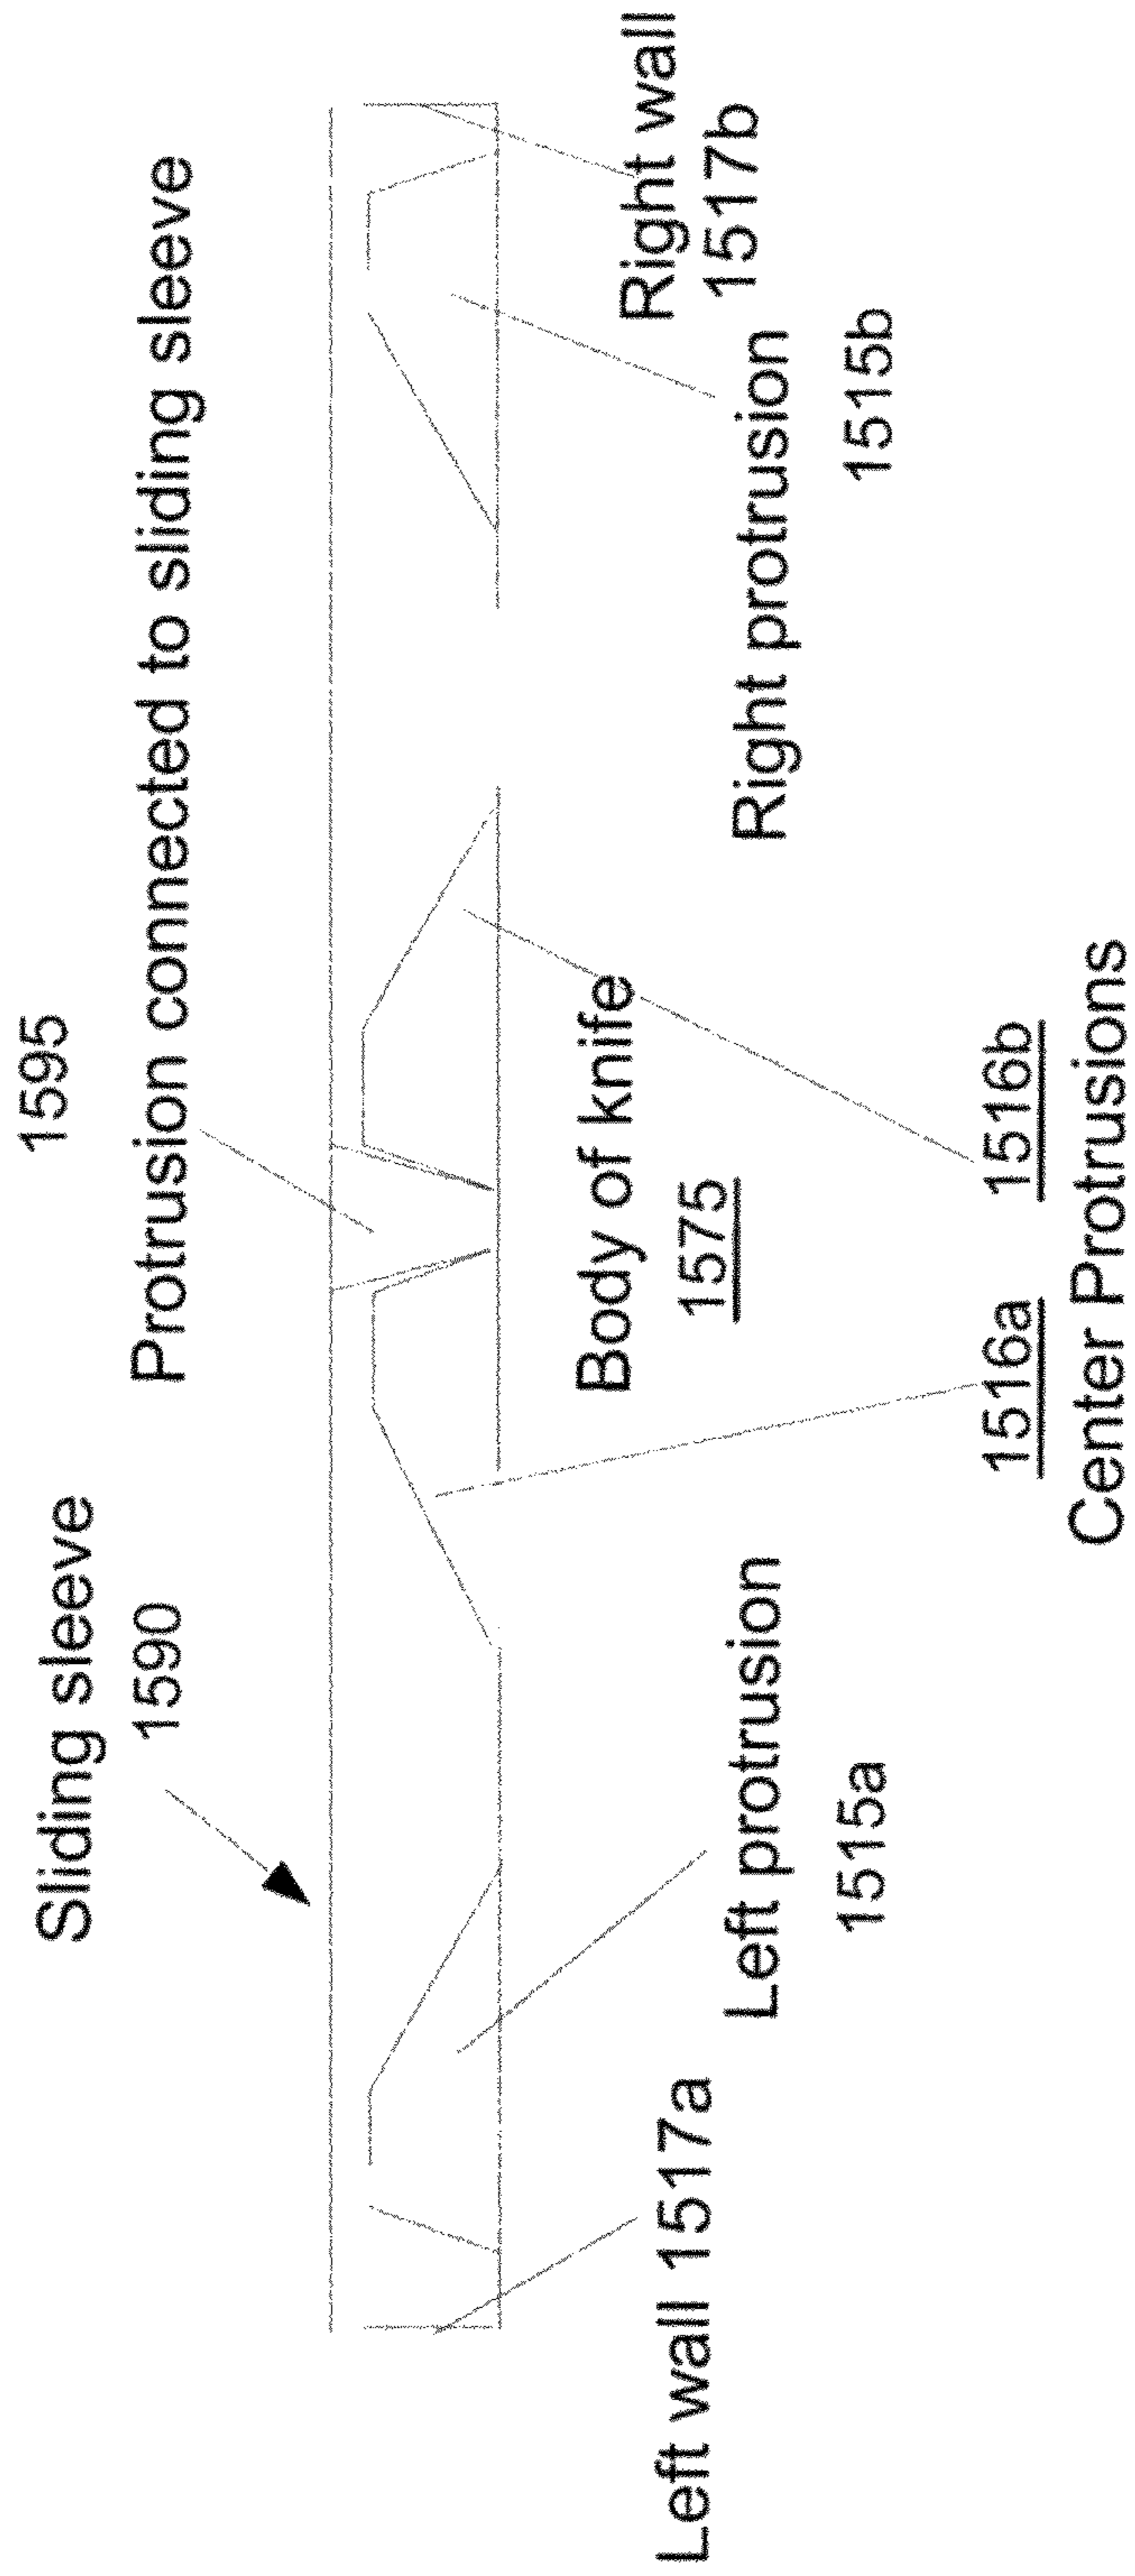 1595
Protrusion connected to sliding sleeve
Sliding sleeve
1590
Body of knife
1575
Left wall 1517a
Left protrusion
1515a
Right protrusion
1515b
Right wall
1517b
1516a
1516b
Center Protrusions